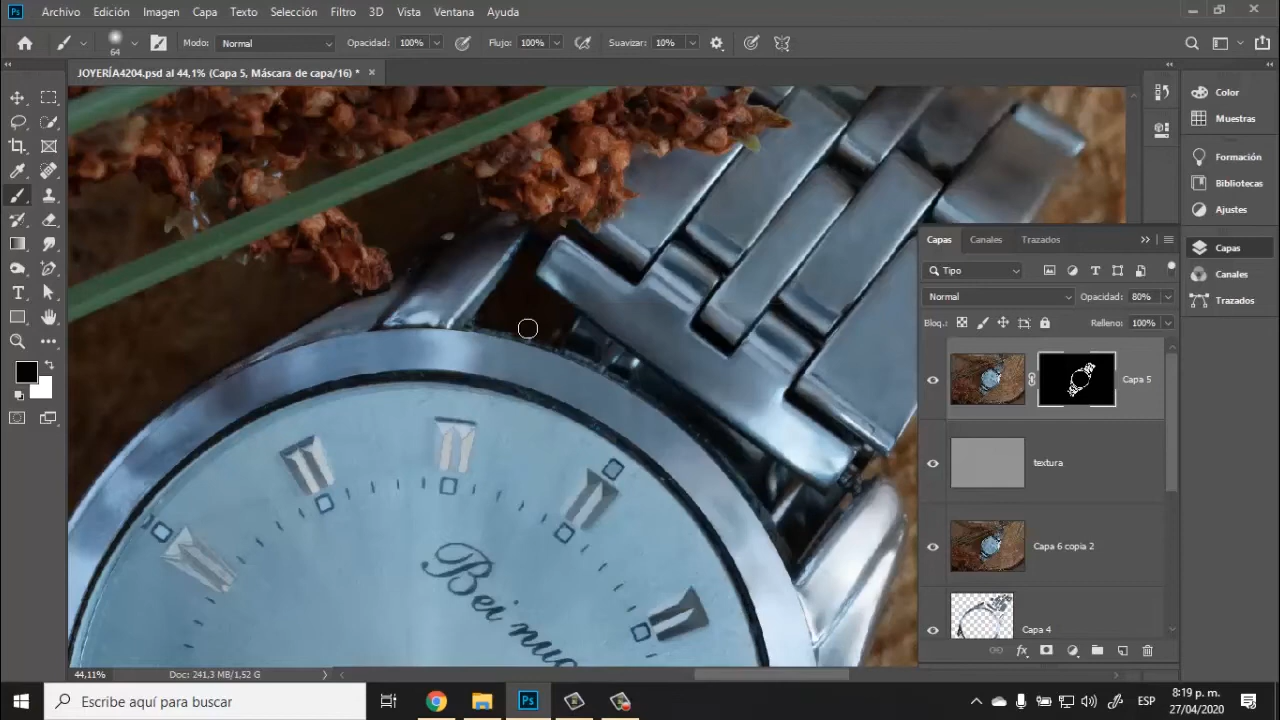 Ps Archivo Edición Imagen Capa Texto Selección Filtro 3D Vista Ventana Ayuda
64 Modo: Normal Opacidad: 100% Flujo: 100% Suavizar: 10%
JOYERÍA4204.psd al 44,1% (Capa 5, Máscara de capa/16) * ×
Color
Muestras
Formación
Bibliotecas
Ajustes
Capas
Canales
Trazados
Capas Canales Trazados
Tipo
Normal Opacidad: 80%
Bloq.: Relleno: 100%
Capa 5
textura
Capa 6 copia 2
Capa 4
fx
Bei nuo
44,11% Doc: 241,3 MB/1,52 G
Escribe aquí para buscar
Ps
ESP
8:19 p. m.
27/04/2020